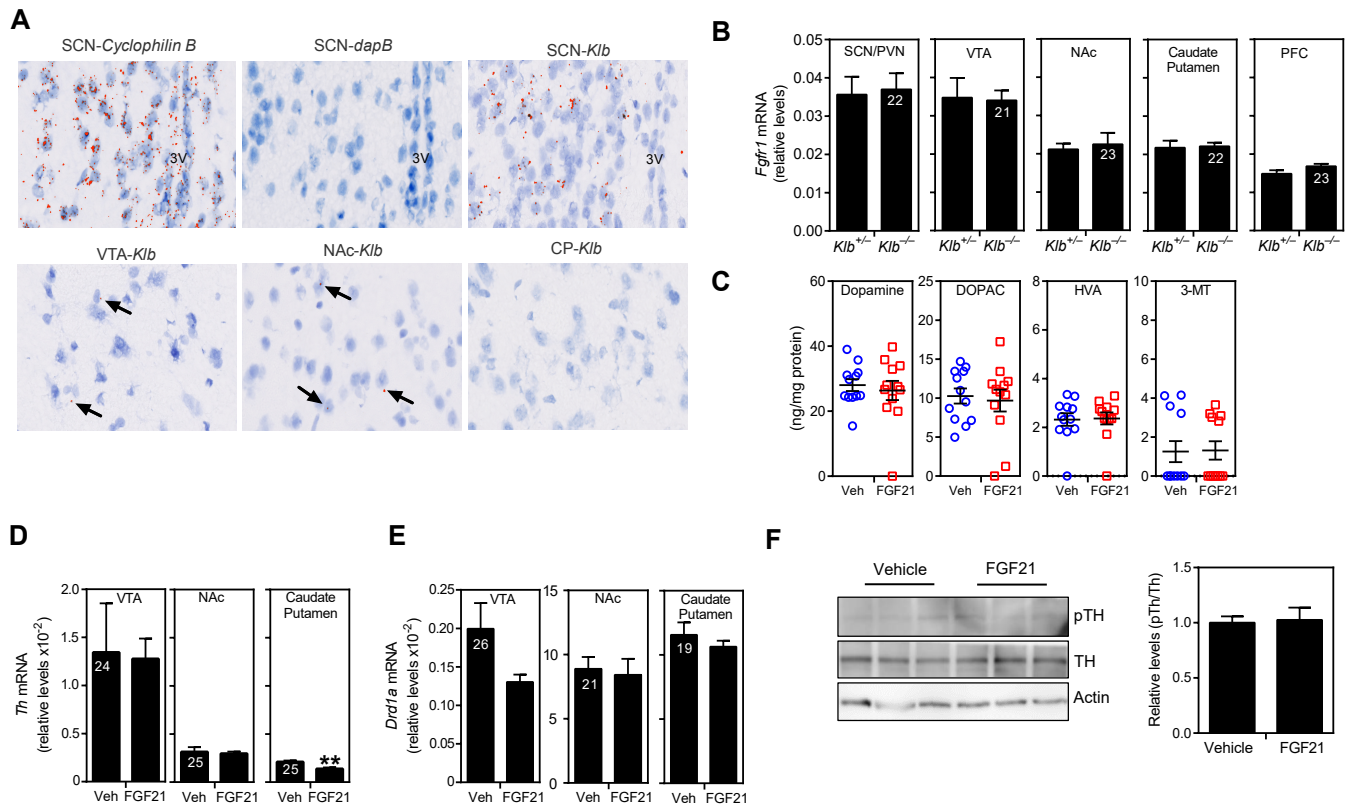 A
SCN-Cyclophilin B
SCN-dapB
SCN-Klb
3V
3V
3V
VTA-Klb
NAc-Klb
CP-Klb
B
Fgfr1 mRNA
(relative levels)
0.05
0.04
0.03
0.02
0.01
0.00
SCN/PVN
VTA
NAc
Caudate
Putamen
PFC
22
21
23
22
23
Klb+/– Klb–/–
Klb+/– Klb–/–
Klb+/– Klb–/–
Klb+/– Klb–/–
Klb+/– Klb–/–
C
(ng/mg protein)
60
40
20
0
Dopamine
Veh FGF21
25
20
15
10
5
0
DOPAC
Veh FGF21
8
6
4
2
0
HVA
Veh FGF21
10
8
6
4
2
0
3-MT
Veh FGF21
D
Th mRNA
(relative levels x10–2)
2.0
1.5
1.0
0.5
0.0
VTA
24
Veh FGF21
NAc
25
Veh FGF21
Caudate
Putamen
25
**
Veh FGF21
E
Drd1a mRNA
(relative levels x10–2)
0.25
0.20
0.15
0.10
0.05
0.00
VTA
26
Veh FGF21
15
10
5
0
NAc
21
Veh FGF21
Caudate
Putamen
19
Veh FGF21
F
Vehicle
FGF21
pTH
TH
Actin
Relative levels (pTh/Th)
1.5
1.0
0.5
0.0
Vehicle
FGF21